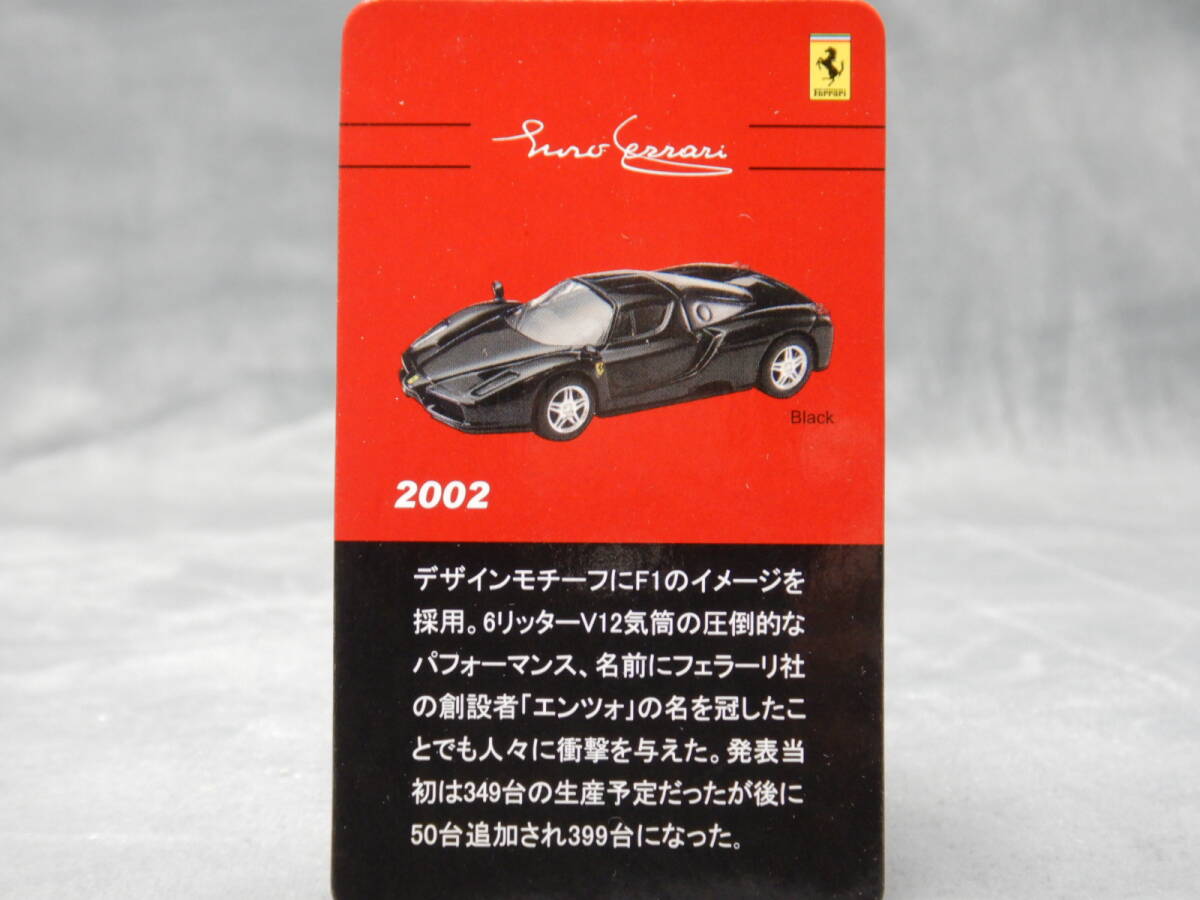 Ferrari
Enzo Ferrari
Black
2002
デザインモチーフにF1のイメージを
採用。6リッターV12気筒の圧倒的な
パフォーマンス、名前にフェラーリ社
の創設者「エンツォ」の名を冠したこ
とでも人々に衝撃を与えた。発表当
初は349台の生産予定だったが後に
50台追加され399台になった。